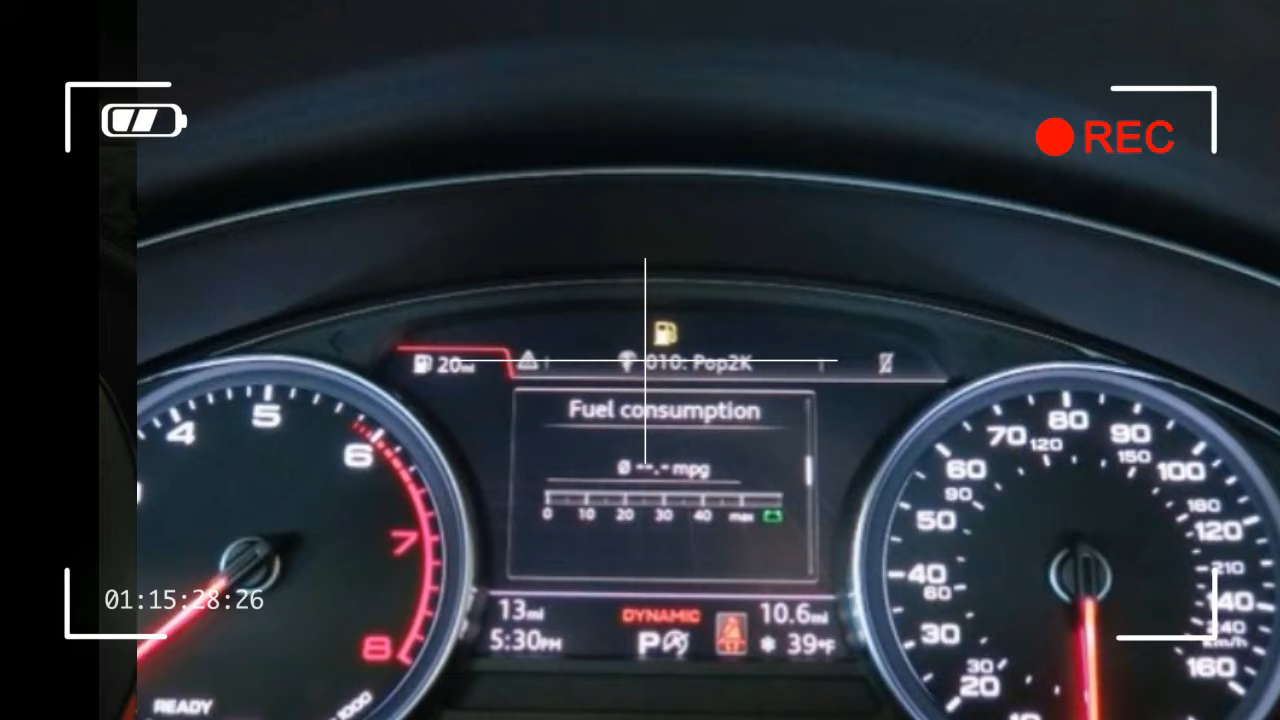 REC
20mi
010: Pop2K
Fuel consumption
Ø --.- mpg
0 10 20 30 40 max
4 5 6 7 8
READY
1000
13mi
DYNAMIC
10.6mi
5:30PM
P
39°F
01:15:28:26
10
20
30
40
50
60
70
80
90
100
120
140
160
30
60
90
120
150
180
210
240
km/h